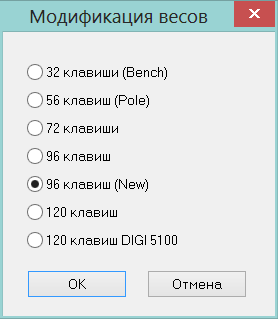 Модификация весов
32 клавиши (Bench)
56 клавиш (Pole)
72 клавиши
96 клавиш
96 клавиш (New)
120 клавиш
120 клавиш DIGI 5100
OK
Отмена